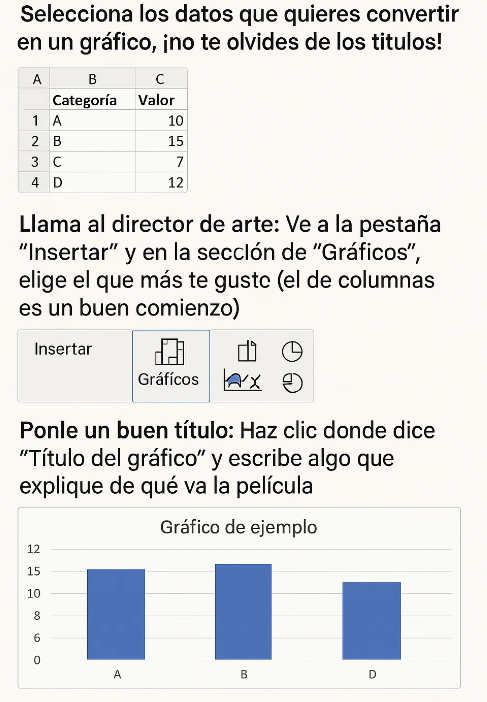 Selecciona los datos que quieres convertir
en un gráfico, ¡no te olvides de los titulos!
A B C
Categoría Valor
1 A 10
2 B 15
3 C 7
4 D 12
Llama al director de arte: Ve a la pestaña
"Insertar" y en la sección de "Gráficos",
elige el que más te gustc (el de columnas
es un buen comienzo)
Insertar
Gráfícos
Ponle un buen título: Haz clic donde dice
"Título del gráfico" y escribe algo que
explique de qué va la película
Gráfico de ejemplo
12
15
10
8
6
0
A B D